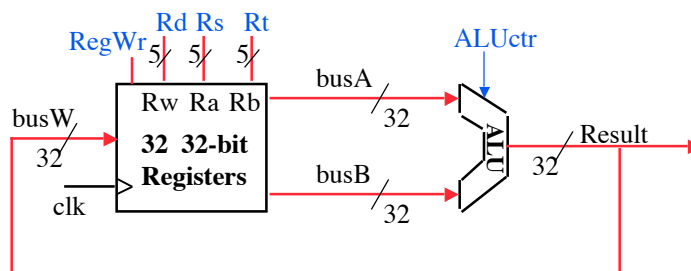 Rd Rs Rt
RegWr 5 5 5 ALUctr
busW Rw Ra Rb busA
32 32 32-bit 32 ALU 32 Result
Registers busB
clk 32